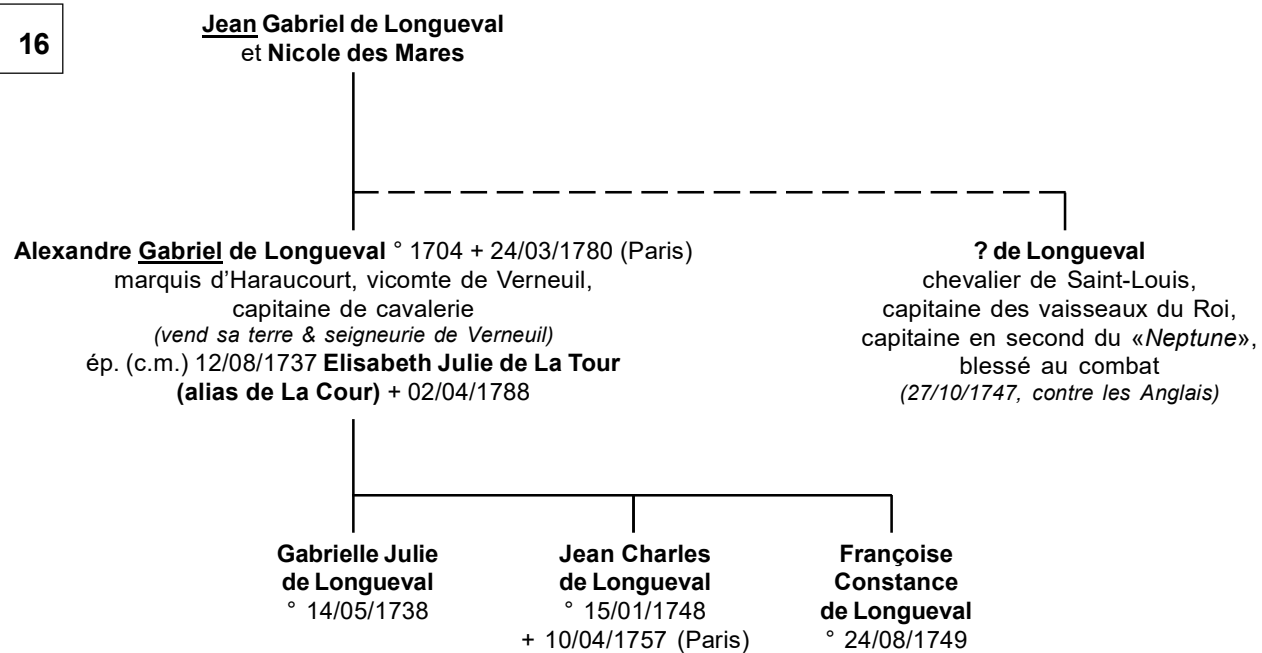 16
Jean Gabriel de Longueval
et Nicole des Mares
Alexandre Gabriel de Longueval ° 1704 + 24/03/1780 (Paris)
marquis d'Haraucourt, vicomte de Verneuil,
capitaine de cavalerie
(vend sa terre & seigneurie de Verneuil)
ép. (c.m.) 12/08/1737 Elisabeth Julie de La Tour
(alias de La Cour) + 02/04/1788
? de Longueval
chevalier de Saint-Louis,
capitaine des vaisseaux du Roi,
capitaine en second du «Neptune»,
blessé au combat
(27/10/1747, contre les Anglais)
Gabrielle Julie
de Longueval
° 14/05/1738
Jean Charles
de Longueval
° 15/01/1748
+ 10/04/1757 (Paris)
Françoise
Constance
de Longueval
° 24/08/1749